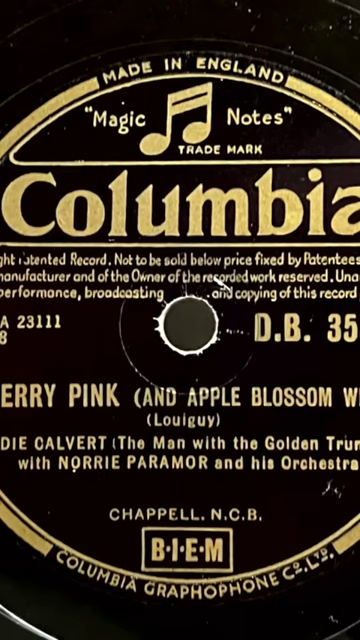 MADE IN ENGLAND
"Magic Notes"
TRADE MARK
Columbia
ght Patented Record. Not to be sold below price fixed by Patentees
manufacturer and of the Owner of the recorded work reserved. Una
performance, broadcasting and copying of this record
A 23111
8
D.B. 35
ERRY PINK (AND APPLE BLOSSOM W
(Louiguy)
DIE CALVERT (The Man with the Golden Trum
with NORRIE PARAMOR and his Orchestra
CHAPPELL. N.C.B.
B·I·E·M
COLUMBIA GRAPHOPHONE Co. LTD.